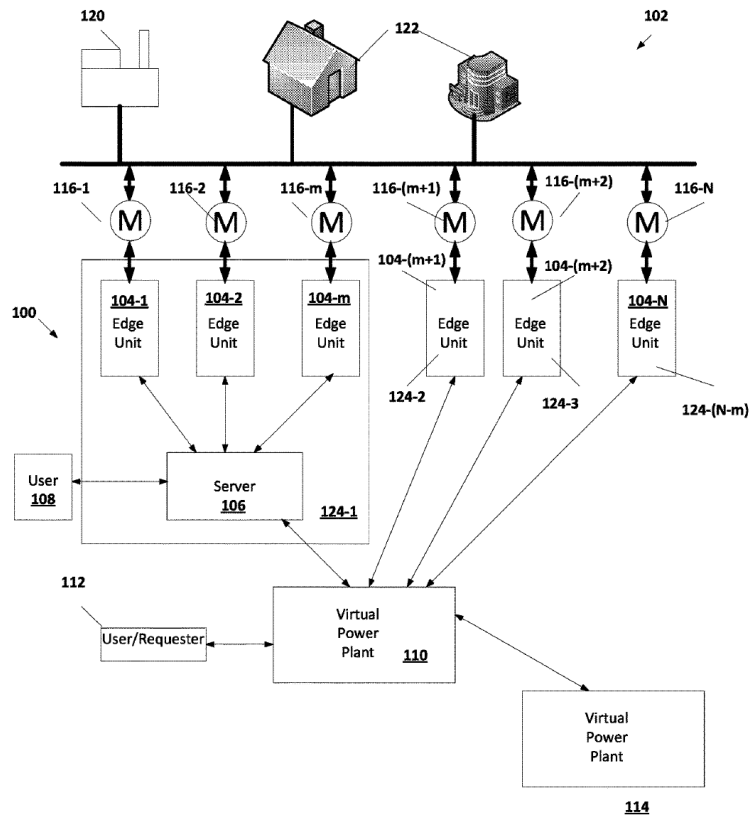 120
122
102
116-1
116-2
116-m
116-(m+1)
116-(m+2)
116-N
M
M
M
M
M
M
104-(m+1)
104-(m+2)
100
104-1
Edge
Unit
104-2
Edge
Unit
104-m
Edge
Unit
Edge
Unit
Edge
Unit
104-N
Edge
Unit
124-2
124-3
124-(N-m)
User
108
Server
106
124-1
112
User/Requester
Virtual
Power
Plant
110
Virtual
Power
Plant
114